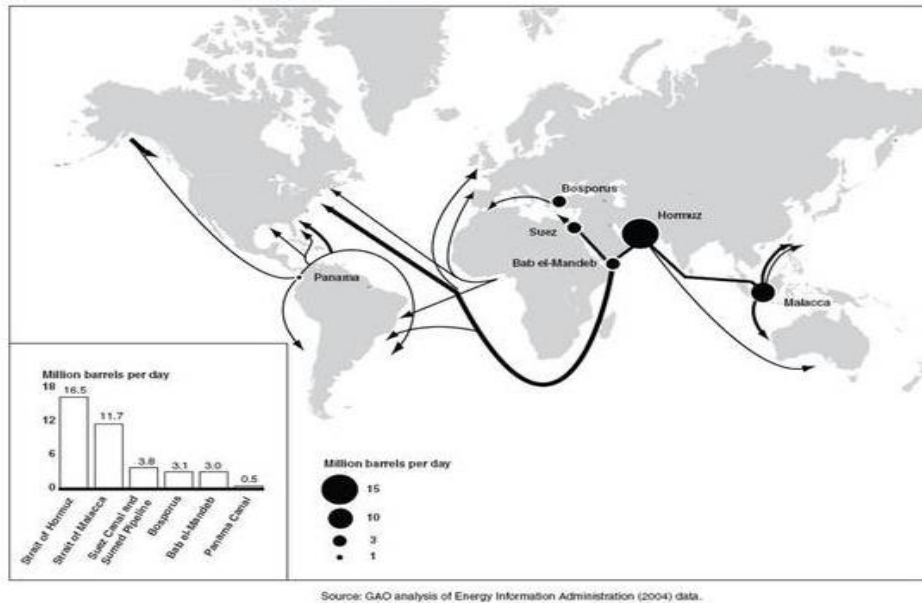 Bosporus
Hormuz
Suez
Bab el-Mandeb
Panama
Malacca
Million barrels per day
18
12
6
0
16.5
11.7
3.8
3.1
3.0
0.5
Strait of Hormuz
Strait of Malacca
Suez Canal and
Sumed Pipeline
Bosporus
Bab el-Mandeb
Panama Canal
Million barrels per day
15
10
3
1
Source: GAO analysis of Energy Information Administration (2004) data.